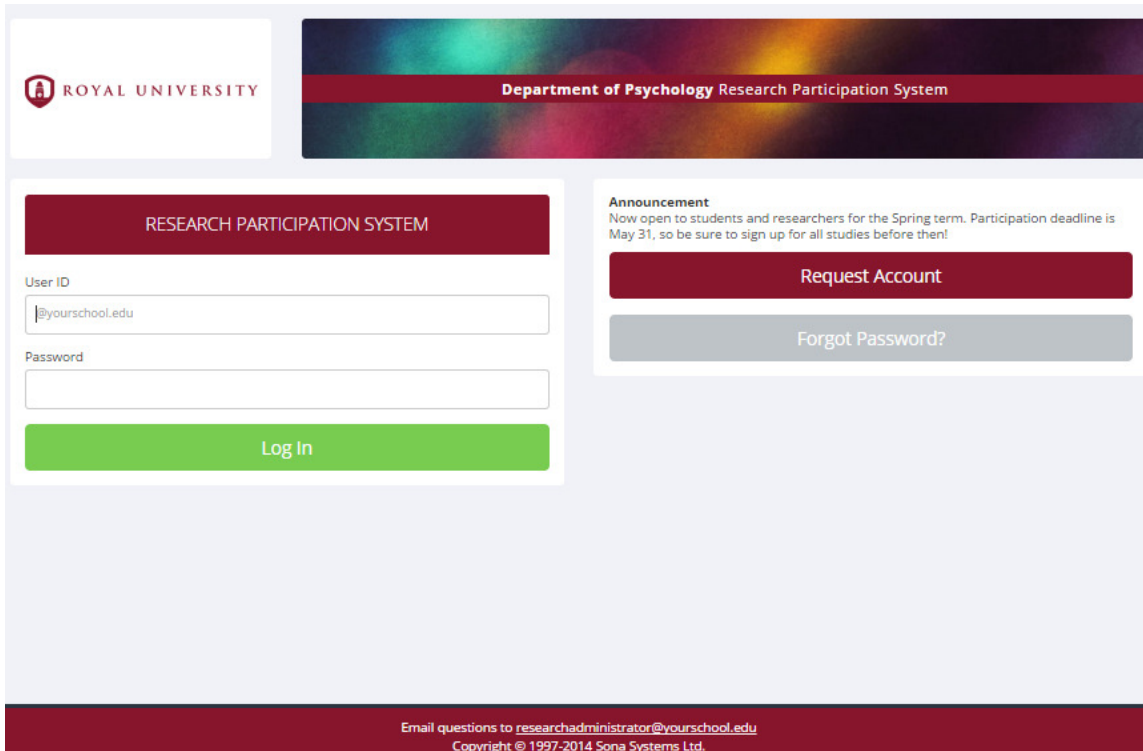 ROYAL UNIVERSITY
Department of Psychology Research Participation System
RESEARCH PARTICIPATION SYSTEM
User ID
@yourschool.edu
Password
Log In
Announcement
Now open to students and researchers for the Spring term. Participation deadline is
May 31, so be sure to sign up for all studies before then!
Request Account
Forgot Password?
Email questions to researchadministrator@yourschool.edu
Copyright © 1997-2014 Sona Systems Ltd.